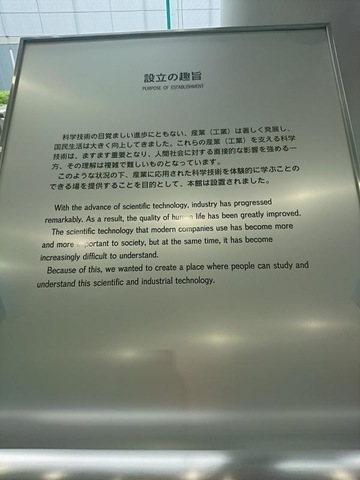 設立の趣旨
PURPOSE OF ESTABLISHMENT
科学技術の目覚ましい進歩にともない、産業（工業）は著しく発展し、
国民生活は大きく向上してきました。これらの産業（工業）を支える科学
技術は、ますます重要となり、人間社会に対する直接的な影響を強める一
方、その理解は複雑で難しいものとなっています。
このような状況の下、産業に応用された科学技術を体験的に学ぶことの
できる場を提供することを目的として、本館は設置されました。
With the advance of scientific technology, industry has progressed
remarkably. As a result, the quality of human life has been greatly improved.
The scientific technology that modern companies use has become more
and more important to society, but at the same time, it has become
increasingly difficult to understand.
Because of this, we wanted to create a place where people can study and
understand this scientific and industrial technology.